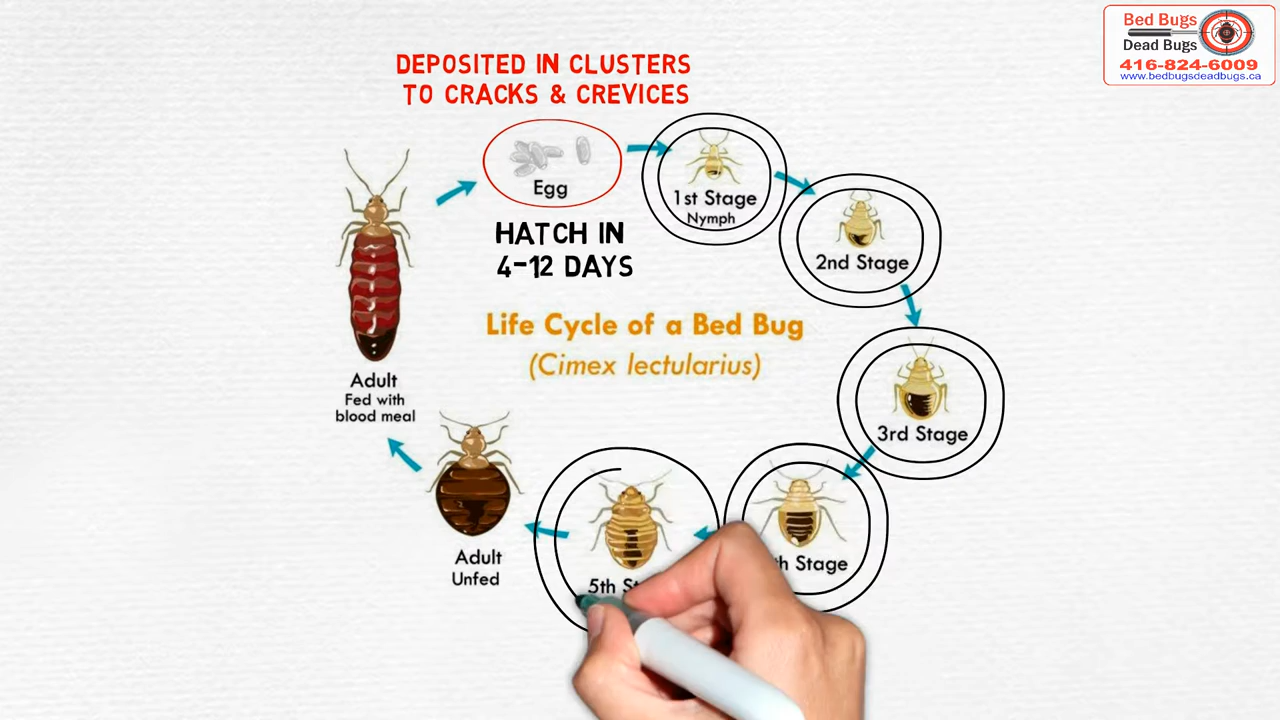 Bed Bugs
Dead Bugs
416-824-6009
www.bedbugsdeadbugs.ca
DEPOSITED IN CLUSTERS
TO CRACKS & CREVICES
Egg
1st Stage
Nymph
HATCH IN
4-12 DAYS
2nd Stage
Life Cycle of a Bed Bug
(Cimex lectularius)
Adult
Fed with
blood meal
3rd Stage
Adult
Unfed
5th
Stage